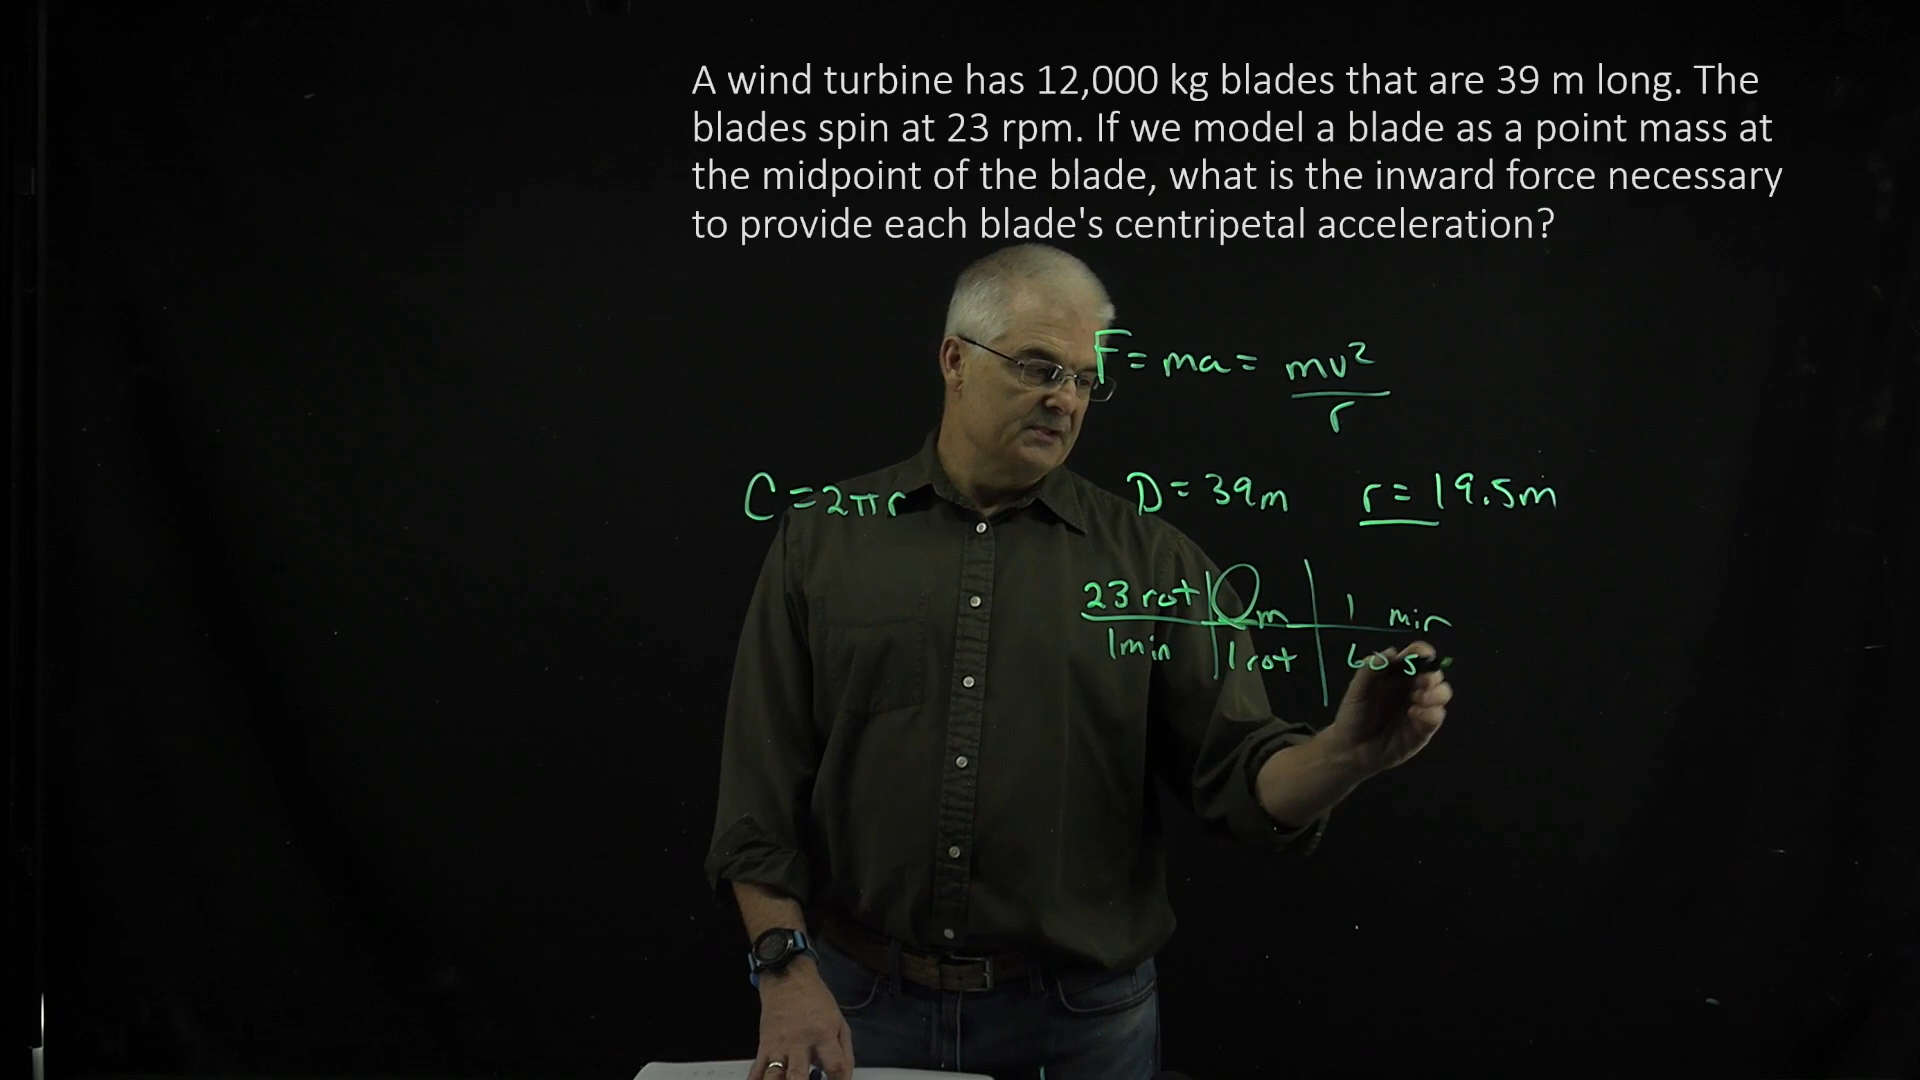 A wind turbine has 12,000 kg blades that are 39 m long. The
blades spin at 23 rpm. If we model a blade as a point mass at
the midpoint of the blade, what is the inward force necessary
to provide each blade's centripetal acceleration?
F = ma = mv²
r
C = 2πr D = 39m r = 19.5m
23 rot m 1 min
1min 1 rot 60 s